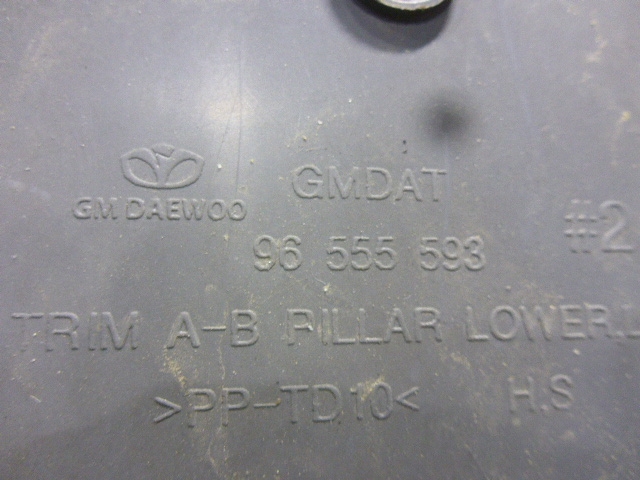 GM DAEWOO GMDAT
96 555 593 #2
TRIM A-B PILLAR LOWER,L
>PP-TD10< H.S